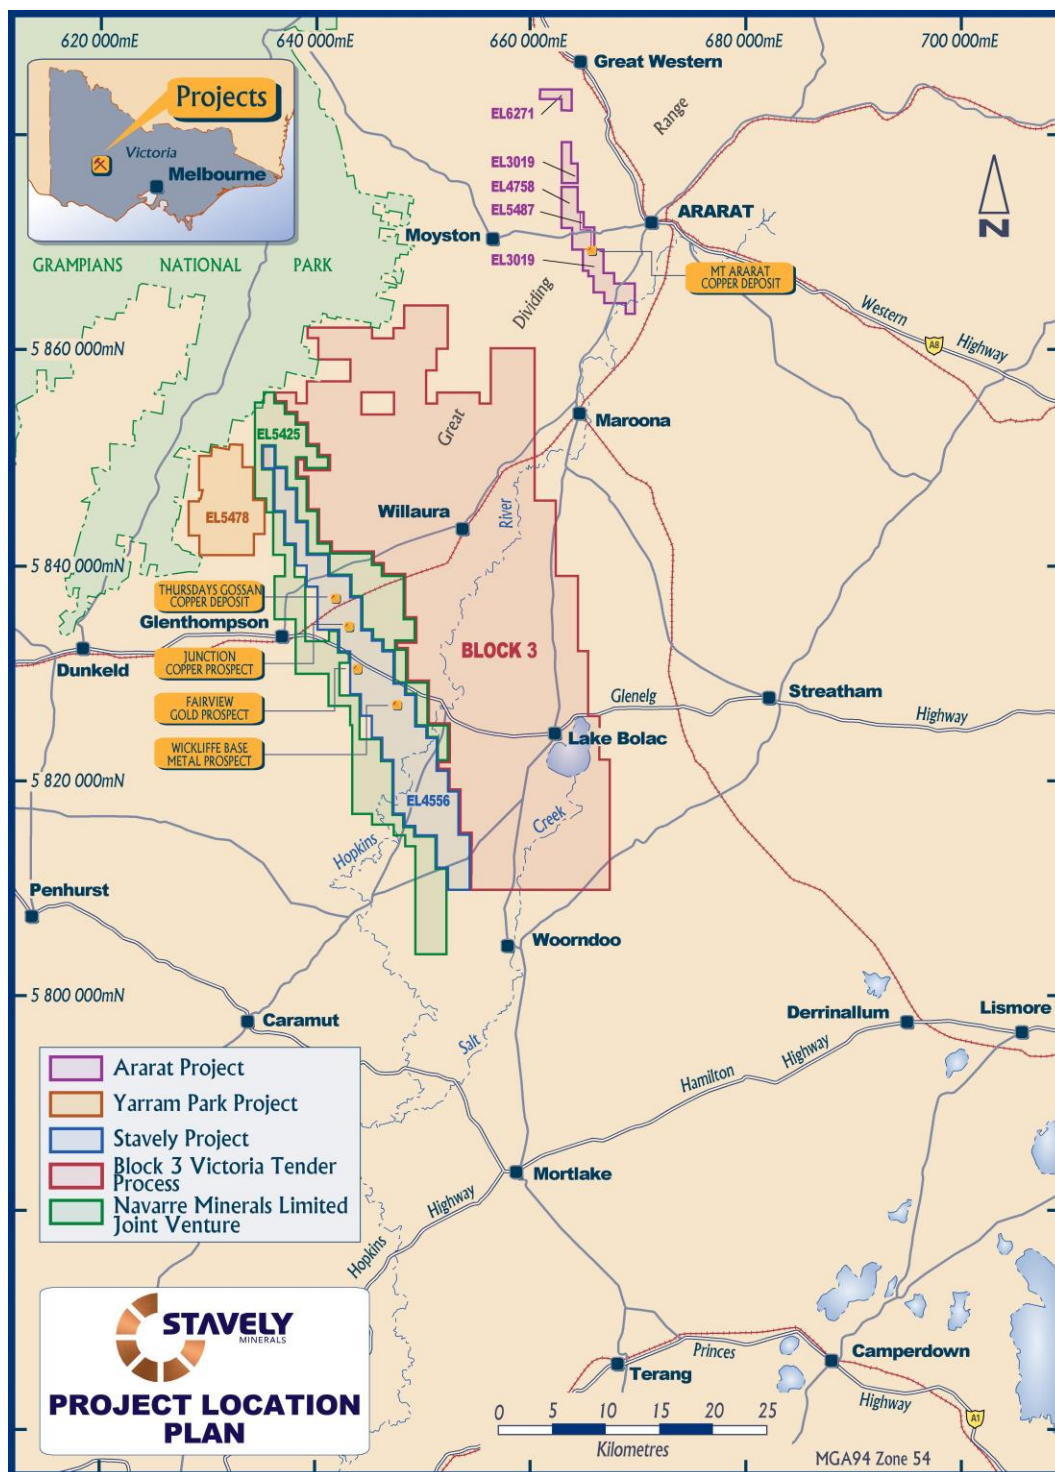 620 000mE
640 000mE
660 000mE
680 000mE
700 000mE
Projects
Victoria
Melbourne
Great Western
EL6271
Range
EL3019
EL4758
EL5487
ARARAT
Moyston
N
EL3019
GRAMPIANS NATIONAL PARK
MT ARARAT
COPPER DEPOSIT
Dividing
Western
Highway
A8
5 860 000mN
Great
Maroona
EL5425
Willaura
River
EL5478
5 840 000mN
THURSDAYS GOSSAN
COPPER DEPOSIT
Glenthompson
BLOCK 3
JUNCTION
COPPER PROSPECT
Dunkeld
Glenelg
Streatham
Highway
FAIRVIEW
GOLD PROSPECT
Lake Bolac
WICKLIFFE BASE
METAL PROSPECT
5 820 000mN
EL4556
Creek
Hopkins
Penhurst
Woorndoo
5 800 000mN
Caramut
Derrinallum
Lismore
Salt
Highway
Hamilton
Ararat Project
Yarram Park Project
Stavely Project
Block 3 Victoria Tender
Process
Navarre Minerals Limited
Joint Venture
Mortlake
Highway
Hopkins
STAVELY
MINERALS
PROJECT LOCATION
PLAN
Princes
Camperdown
Terang
Highway
A1
0 5 10 15 20 25
Kilometres
MGA94 Zone 54